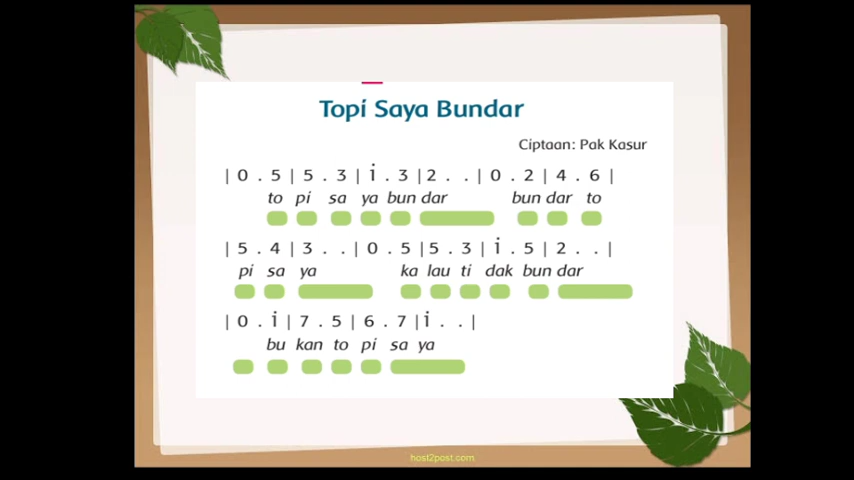 Topi Saya Bundar
Ciptaan: Pak Kasur
| 0 . 5 | 5 . 3 | i . 3 | 2 . . | 0 . 2 | 4 . 6 |
to pi sa ya bun dar bun dar to
| 5 . 4 | 3 . . | 0 . 5 | 5 . 3 | i . 5 | 2 . . |
pi sa ya ka lau ti dak bun dar
| 0 . i | 7 . 5 | 6 . 7 | i . . |
bu kan to pi sa ya
host2post.com